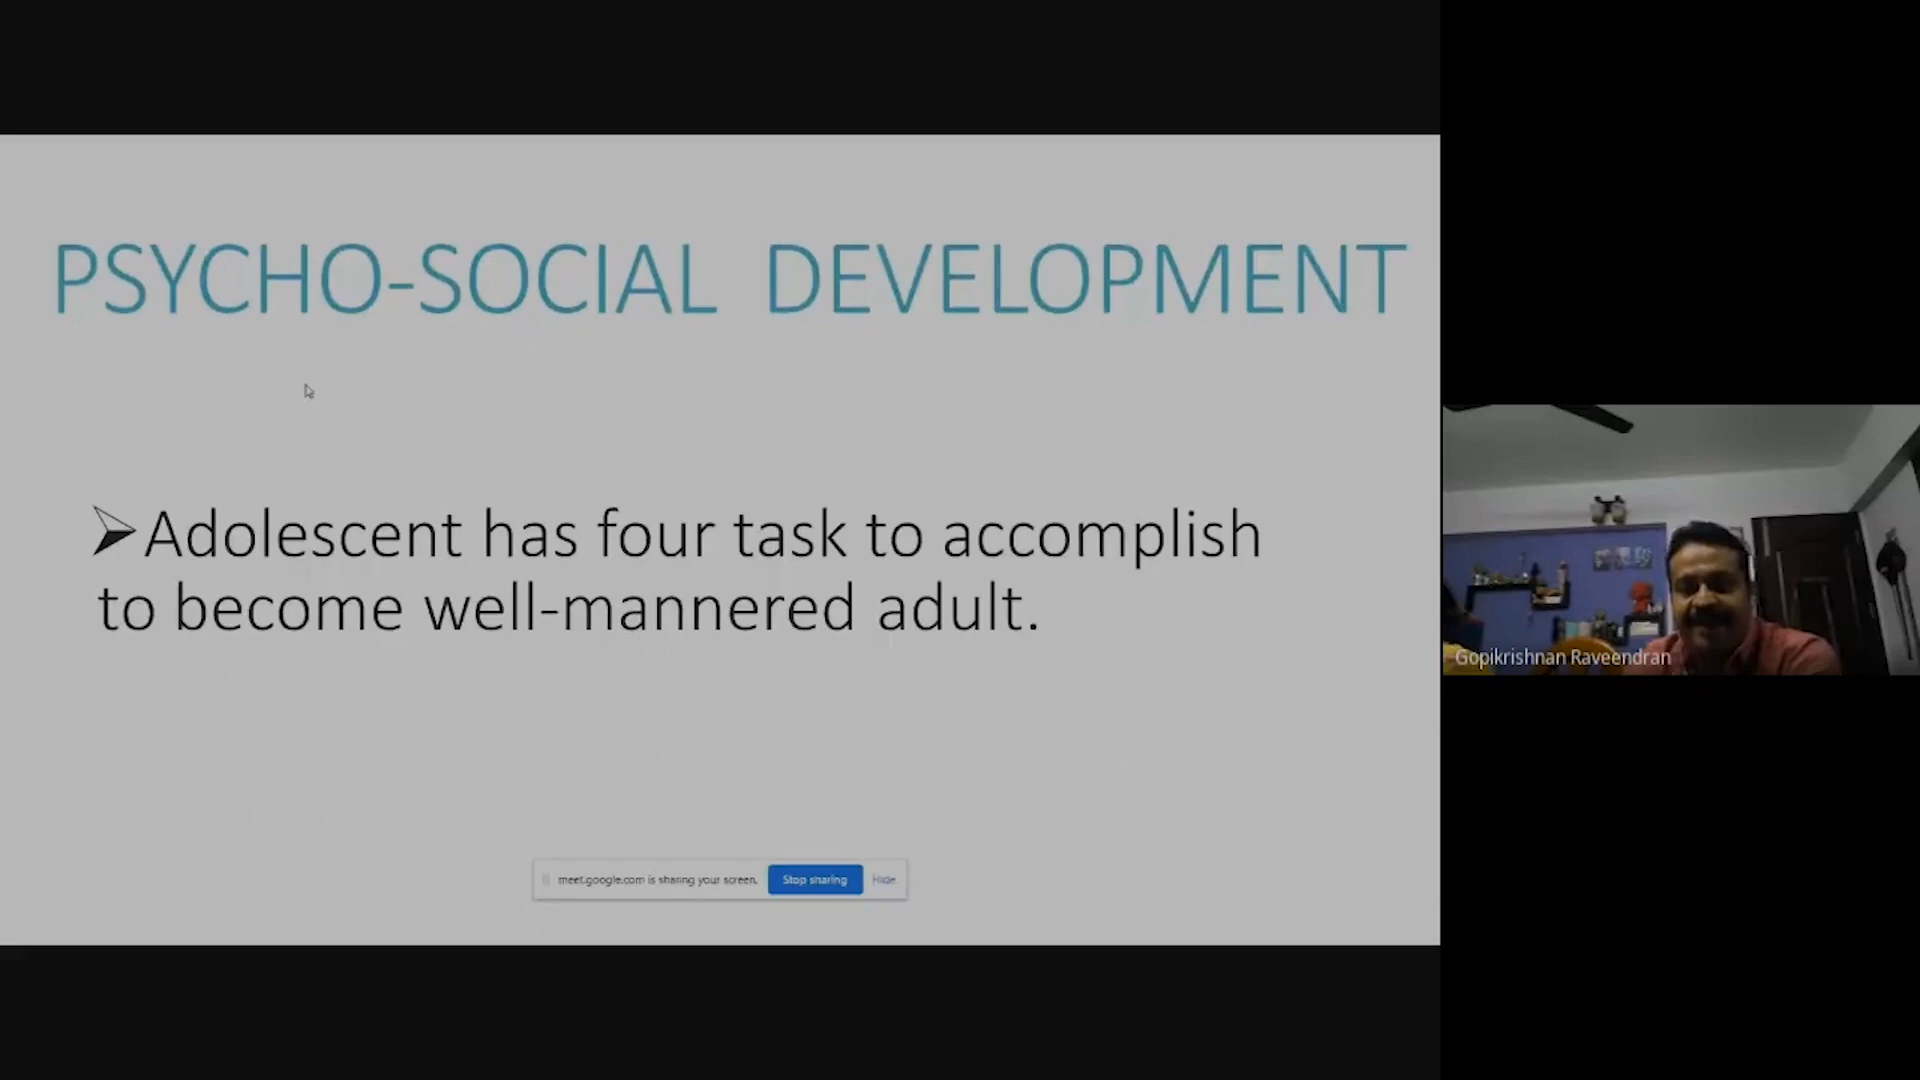 PSYCHO-SOCIAL DEVELOPMENT
➢Adolescent has four task to accomplish
to become well-mannered adult.
meet.google.com is sharing your screen. Stop sharing Hide
Gopikrishnan Raveendran